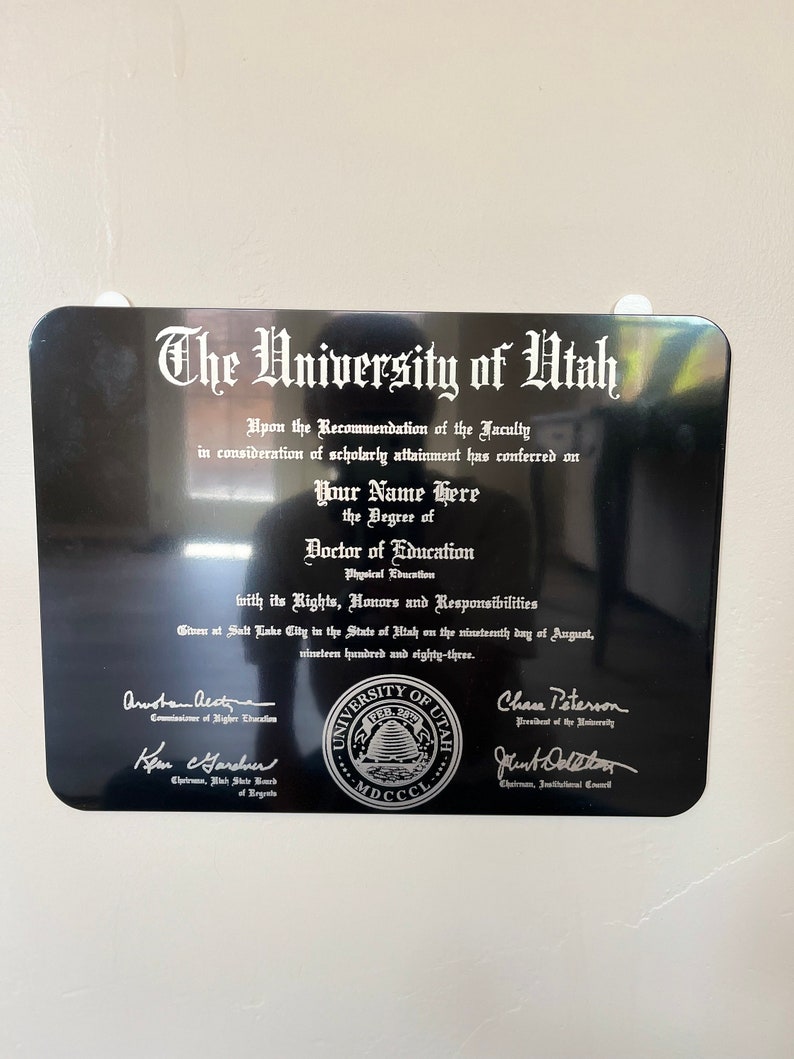 The University of Utah
Upon the Recommendation of the Faculty
in consideration of scholarly attainment has conferred on
Your Name Here
the Degree of
Doctor of Education
Physical Education
with its Rights, Honors and Responsibilities
Given at Salt Lake City in the State of Utah on the nineteenth day of August,
nineteen hundred and eighty-three.
Commissioner of Higher Education
Chase Peterson
President of the University
Kem Gardner
Chairman, Utah State Board
of Regents
Chairman, Institutional Council
UNIVERSITY OF UTAH
FEB. 28TH
MDCCCL